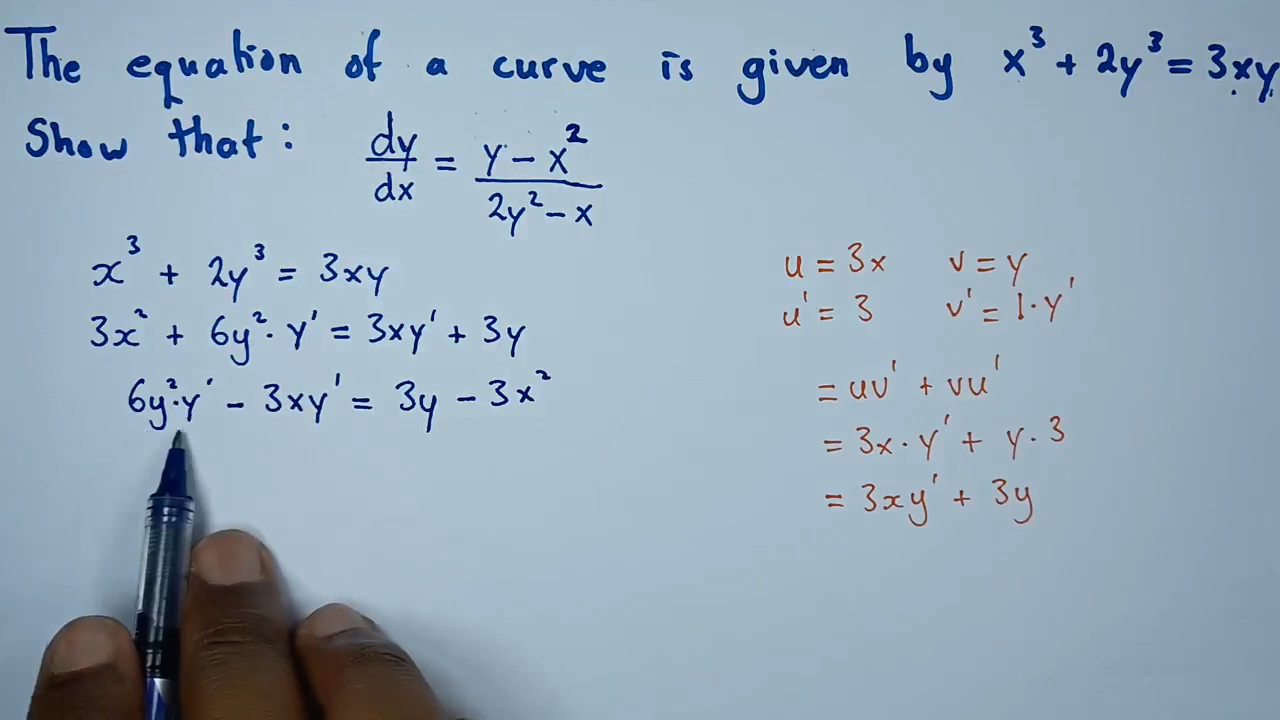 The equation of a curve is given by x³ + 2y³ = 3xy
Show that: dy/dx = (y – x²)/(2y² – x)
x³ + 2y³ = 3xy
3x² + 6y² · y' = 3xy' + 3y
6y² · y' – 3xy' = 3y – 3x²
u = 3x v = y
u' = 3 v' = 1 · y'
= uv' + vu'
= 3x · y' + y · 3
= 3xy' + 3y